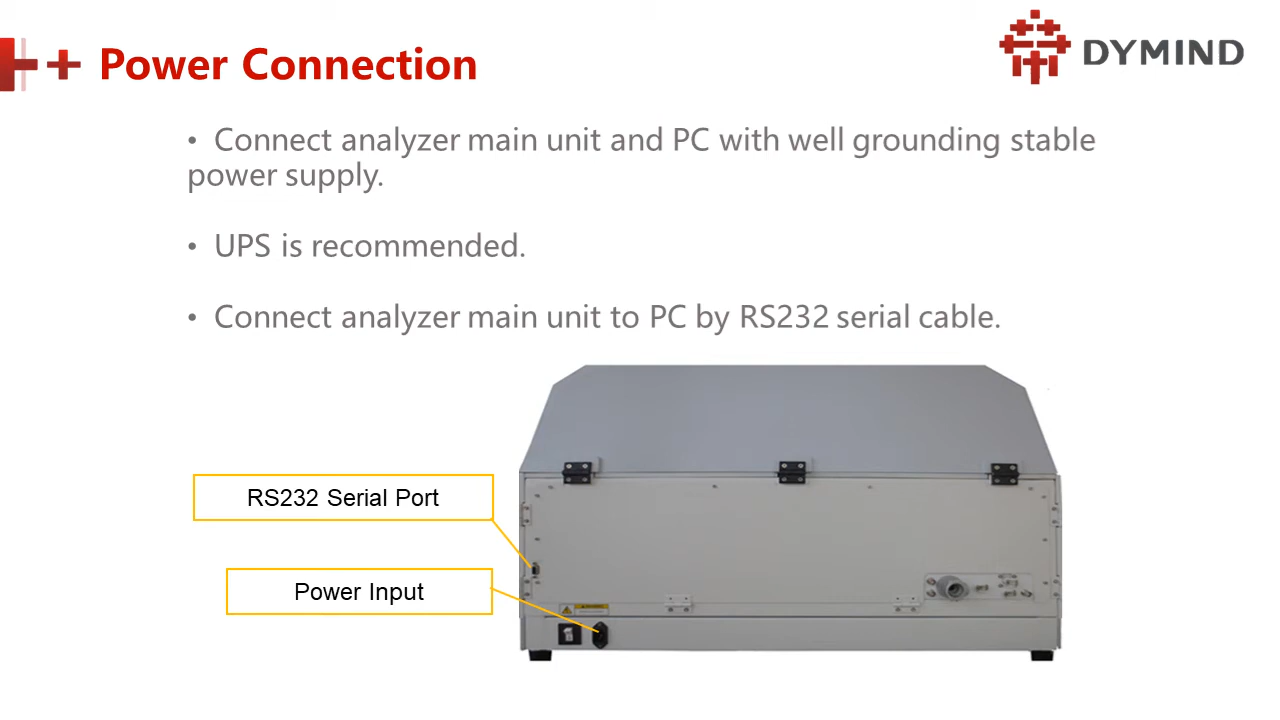 Power Connection
DYMIND
• Connect analyzer main unit and PC with well grounding stable
power supply.
• UPS is recommended.
• Connect analyzer main unit to PC by RS232 serial cable.
RS232 Serial Port
Power Input